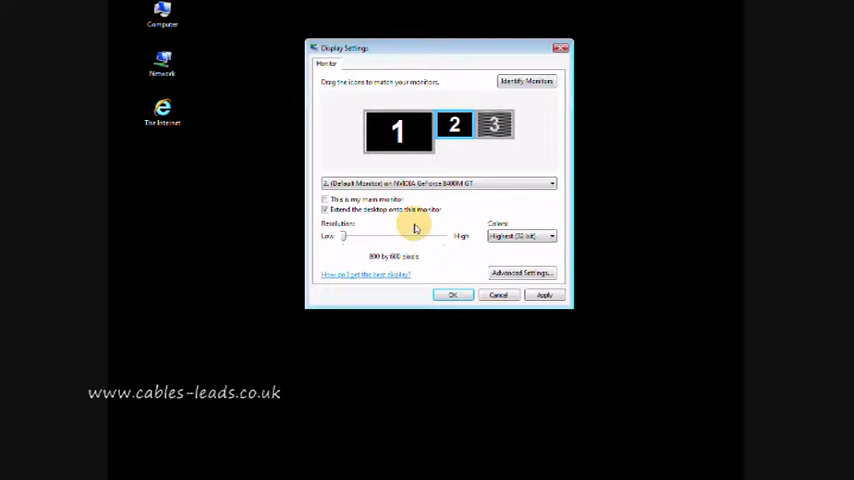 Computer
Network
The Internet
Display Settings
Monitor
Drag the icons to match your monitors.
Identify Monitors
1
2
3
2. (Default Monitor) on NVIDIA GeForce 8400M GT
This is my main monitor
Extend the desktop onto this monitor
Resolution:
Colors:
Low
High
Highest (32 bit)
800 by 600 pixels
How do I get the best display?
Advanced Settings...
OK
Cancel
Apply
www.cables-leads.co.uk